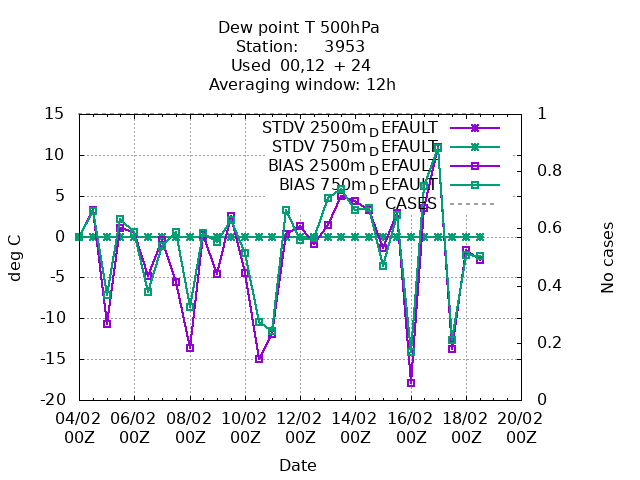 Dew point T 500hPa
Station: 3953
Used 00,12 + 24
Averaging window: 12h
STDV 2500m_DEFAULT
STDV 750m_DEFAULT
BIAS 2500m_DEFAULT
BIAS 750m_DEFAULT
CASES
deg C
15
10
5
0
-5
-10
-15
-20
No cases
1
0.8
0.6
0.4
0.2
0
04/02 06/02 08/02 10/02 12/02 14/02 16/02 18/02 20/02
00Z 00Z 00Z 00Z 00Z 00Z 00Z 00Z 00Z
Date